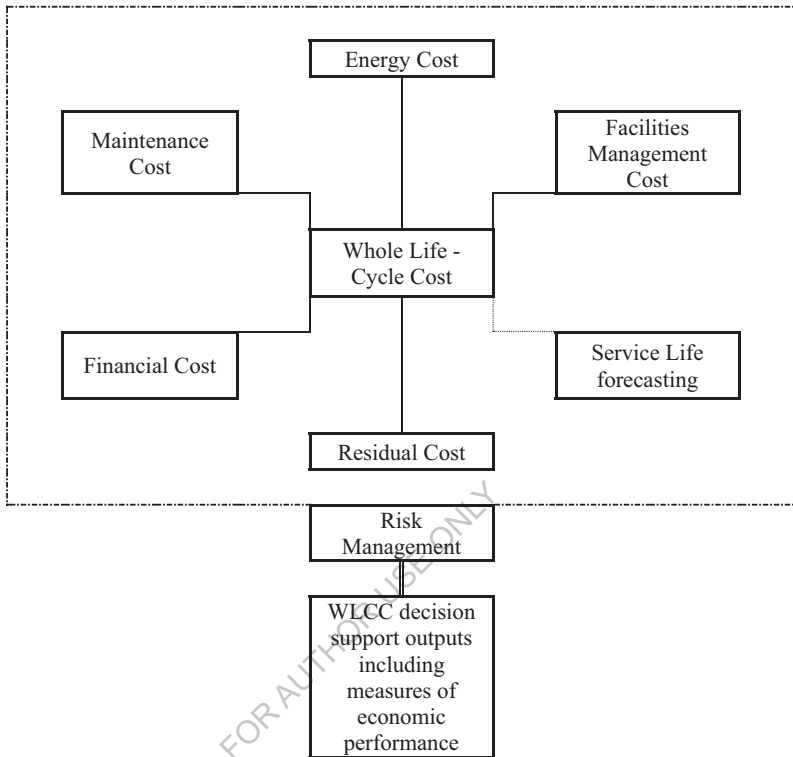 Energy Cost
Maintenance
Cost
Facilities
Management
Cost
Whole Life -
Cycle Cost
Financial Cost
Service Life
forecasting
Residual Cost
Risk
Management
WLCC decision
support outputs
including
measures of
economic
performance
FOR AUTHOR USE ONLY